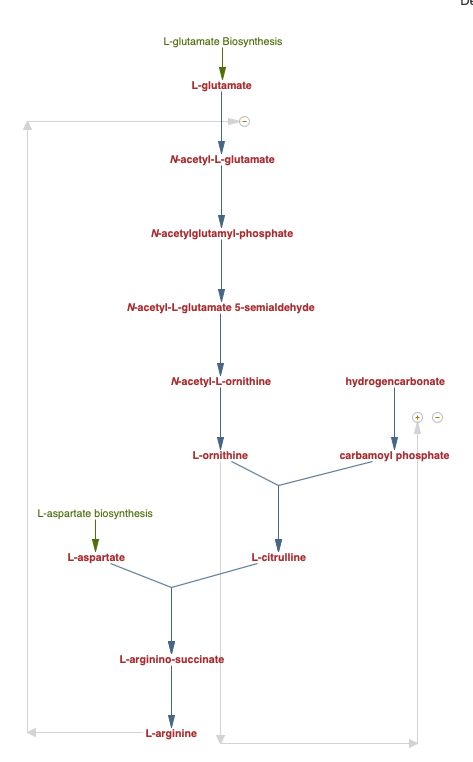 De
L-glutamate Biosynthesis
L-glutamate
−
N-acetyl-L-glutamate
N-acetylglutamyl-phosphate
N-acetyl-L-glutamate 5-semialdehyde
N-acetyl-L-ornithine
hydrogencarbonate
+ −
L-ornithine
carbamoyl phosphate
L-aspartate biosynthesis
L-aspartate
L-citrulline
L-arginino-succinate
L-arginine